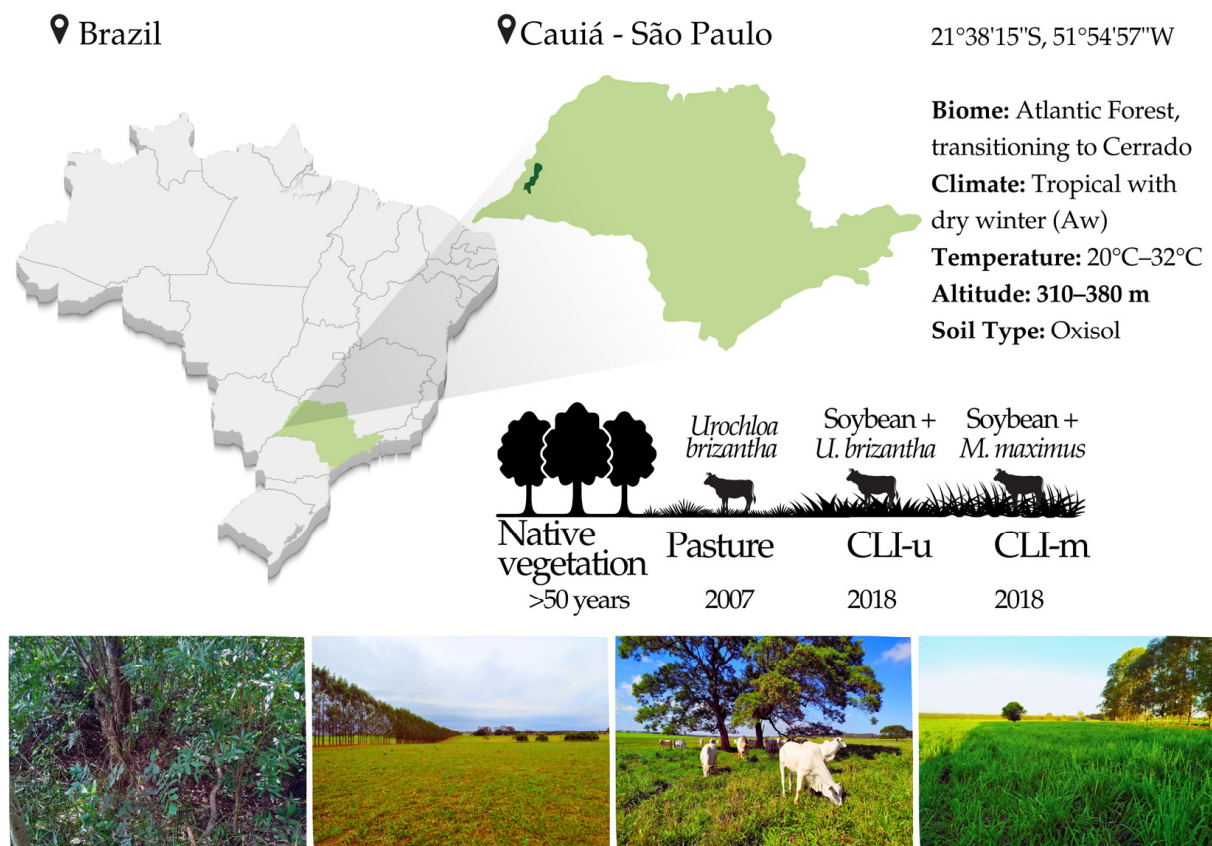 Brazil
Cauiá - São Paulo
21°38'15"S, 51°54'57"W
Biome: Atlantic Forest,
transitioning to Cerrado
Climate: Tropical with
dry winter (Aw)
Temperature: 20°C–32°C
Altitude: 310–380 m
Soil Type: Oxisol
Urochloa
brizantha
Soybean +
U. brizantha
Soybean +
M. maximus
Native
vegetation
Pasture
CLI-u
CLI-m
>50 years
2007
2018
2018